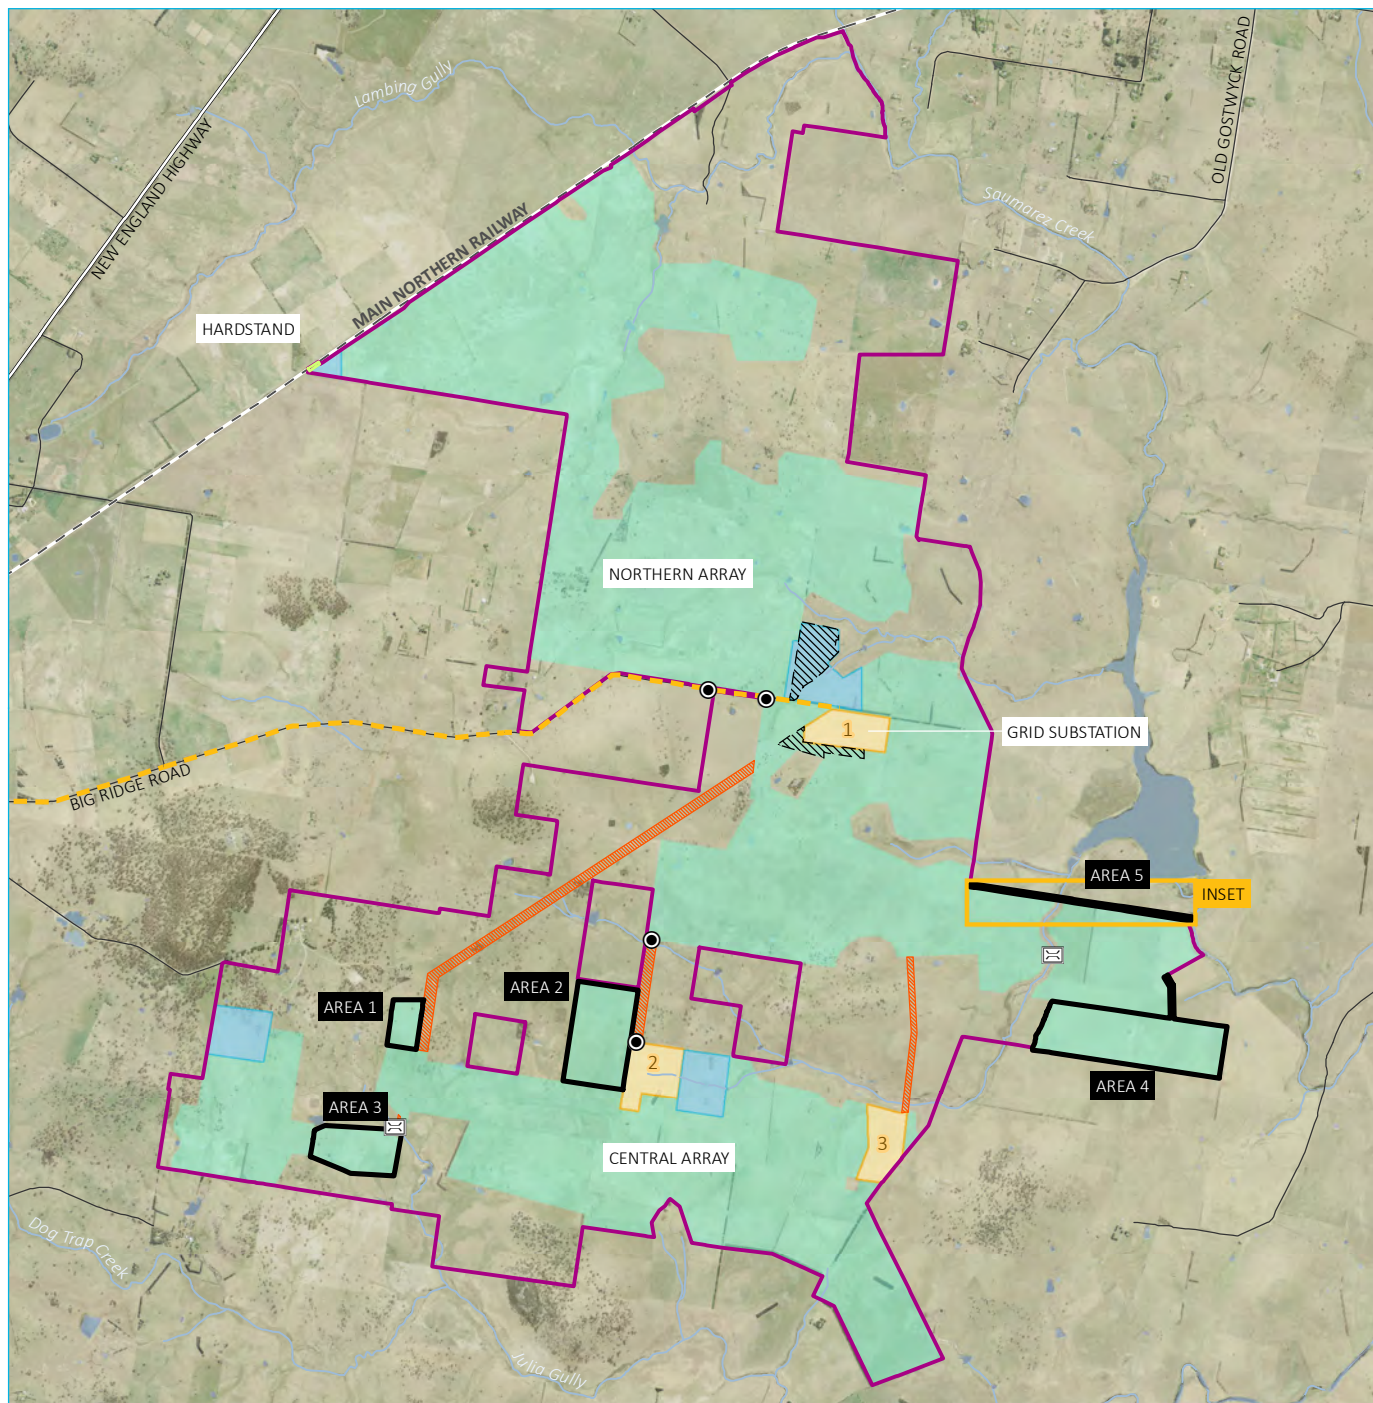 OLD GOSTWYCK ROAD
Lambing Gully
NEW ENGLAND HIGHWAY
Saumarez Creek
MAIN NORTHERN RAILWAY
HARDSTAND
NORTHERN ARRAY
1
GRID SUBSTATION
BIG RIDGE ROAD
AREA 5
INSET
AREA 2
AREA 1
2
AREA 4
AREA 3
3
CENTRAL ARRAY
Dog Trap Creek
Julia Gully